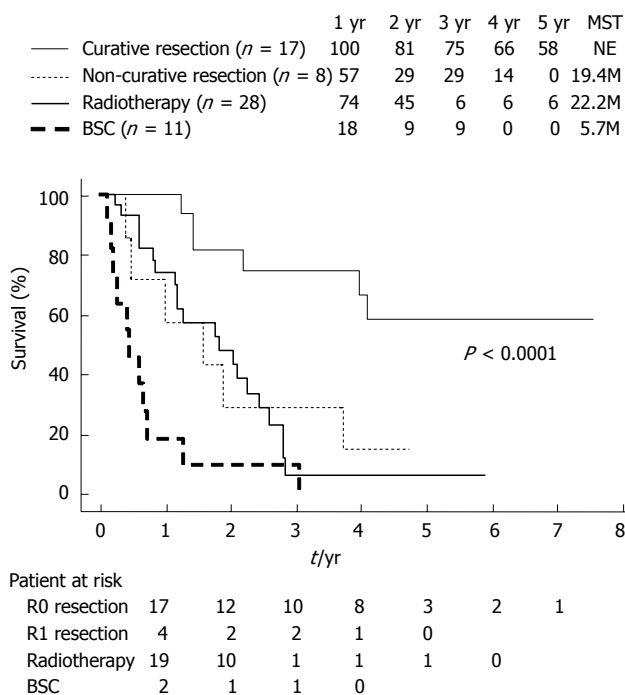 1 yr 2 yr 3 yr 4 yr 5 yr MST
Curative resection (n = 17) 100 81 75 66 58 NE
Non-curative resection (n = 8) 57 29 29 14 0 19.4M
Radiotherapy (n = 28) 74 45 6 6 6 22.2M
BSC (n = 11) 18 9 9 0 0 5.7M
100
80
60
40
20
0
Survival (%)
P < 0.0001
0 1 2 3 4 5 6 7 8
t/yr
Patient at risk
R0 resection 17 12 10 8 3 2 1
R1 resection 4 2 2 1 0
Radiotherapy 19 10 1 1 1 0
BSC 2 1 1 0